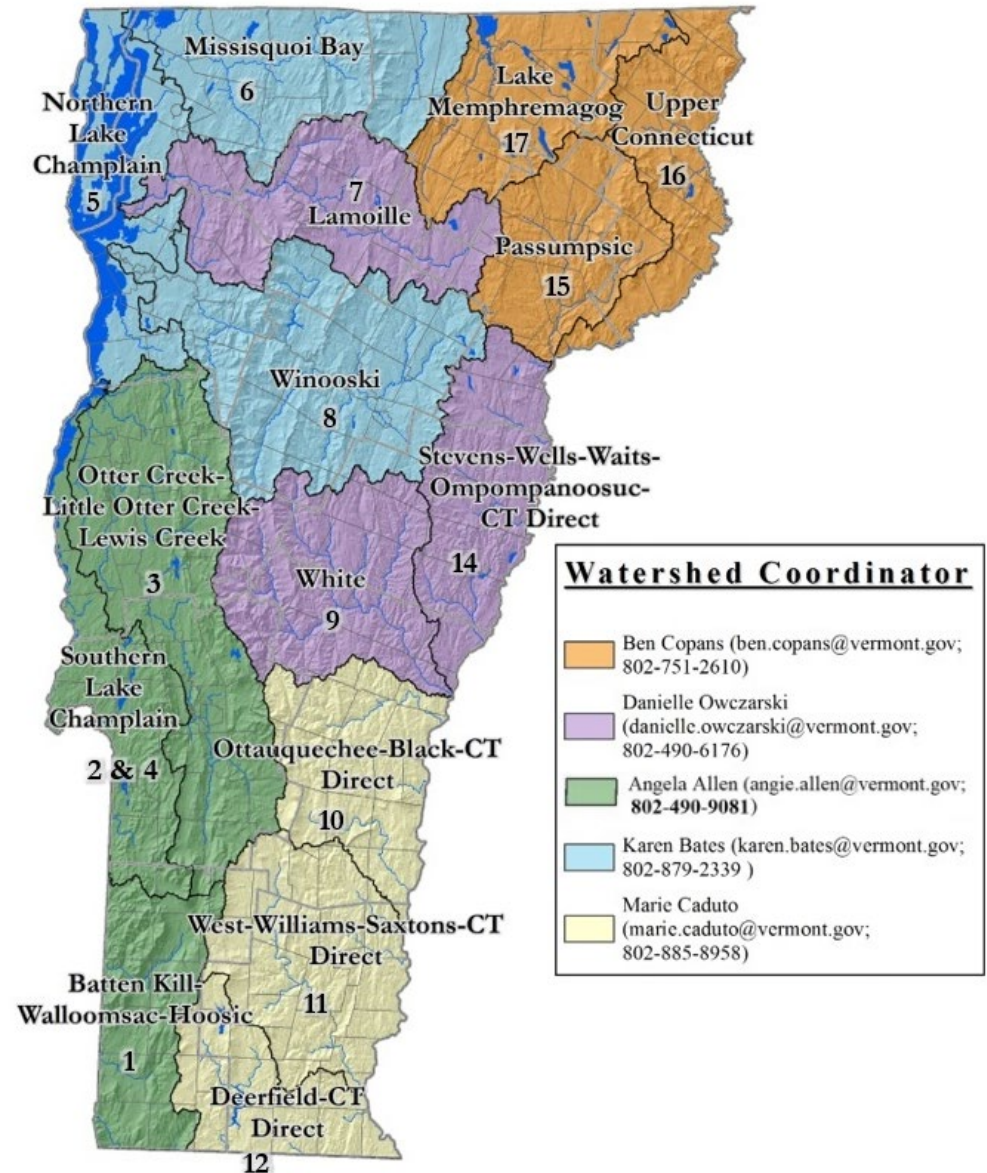 Missisquoi Bay
6
Northern
Lake
Champlain
5
Lake
Memphremagog
17
Upper
Connecticut
16
7
Lamoille
Passumpsic
15
Winooski
8
Stevens-Wells-Waits-
Ompompanoosuc-
CT Direct
14
Otter Creek-
Little Otter Creek-
Lewis Creek
3
White
9
Southern
Lake
Champlain
2 & 4
Ottauquechee-Black-CT
Direct
10
West-Williams-Saxtons-CT
Direct
11
Batten Kill-
Walloomsac-Hoosic
1
Deerfield-CT
Direct
12
Watershed Coordinator
Ben Copans (ben.copans@vermont.gov;
802-751-2610)
Danielle Owczarski
(danielle.owczarski@vermont.gov;
802-490-6176)
Angela Allen (angie.allen@vermont.gov;
802-490-9081)
Karen Bates (karen.bates@vermont.gov;
802-879-2339 )
Marie Caduto
(marie.caduto@vermont.gov;
802-885-8958)